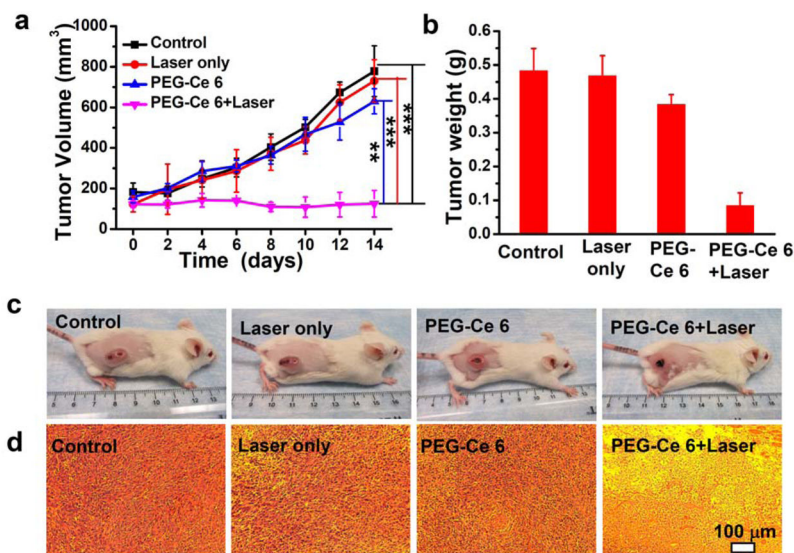 a
Tumor Volume (mm³)
1000
800
600
400
200
0
Control
Laser only
PEG-Ce 6
PEG-Ce 6+Laser
**
***
***
0 2 4 6 8 10 12 14
Time (days)
b
Tumor weight (g)
0.6
0.5
0.4
0.3
0.2
0.1
0.0
Control
Laser
only
PEG-
Ce 6
PEG-Ce 6
+Laser
c
Control
Laser only
PEG-Ce 6
PEG-Ce 6+Laser
d
Control
Laser only
PEG-Ce 6
PEG-Ce 6+Laser
100 µm